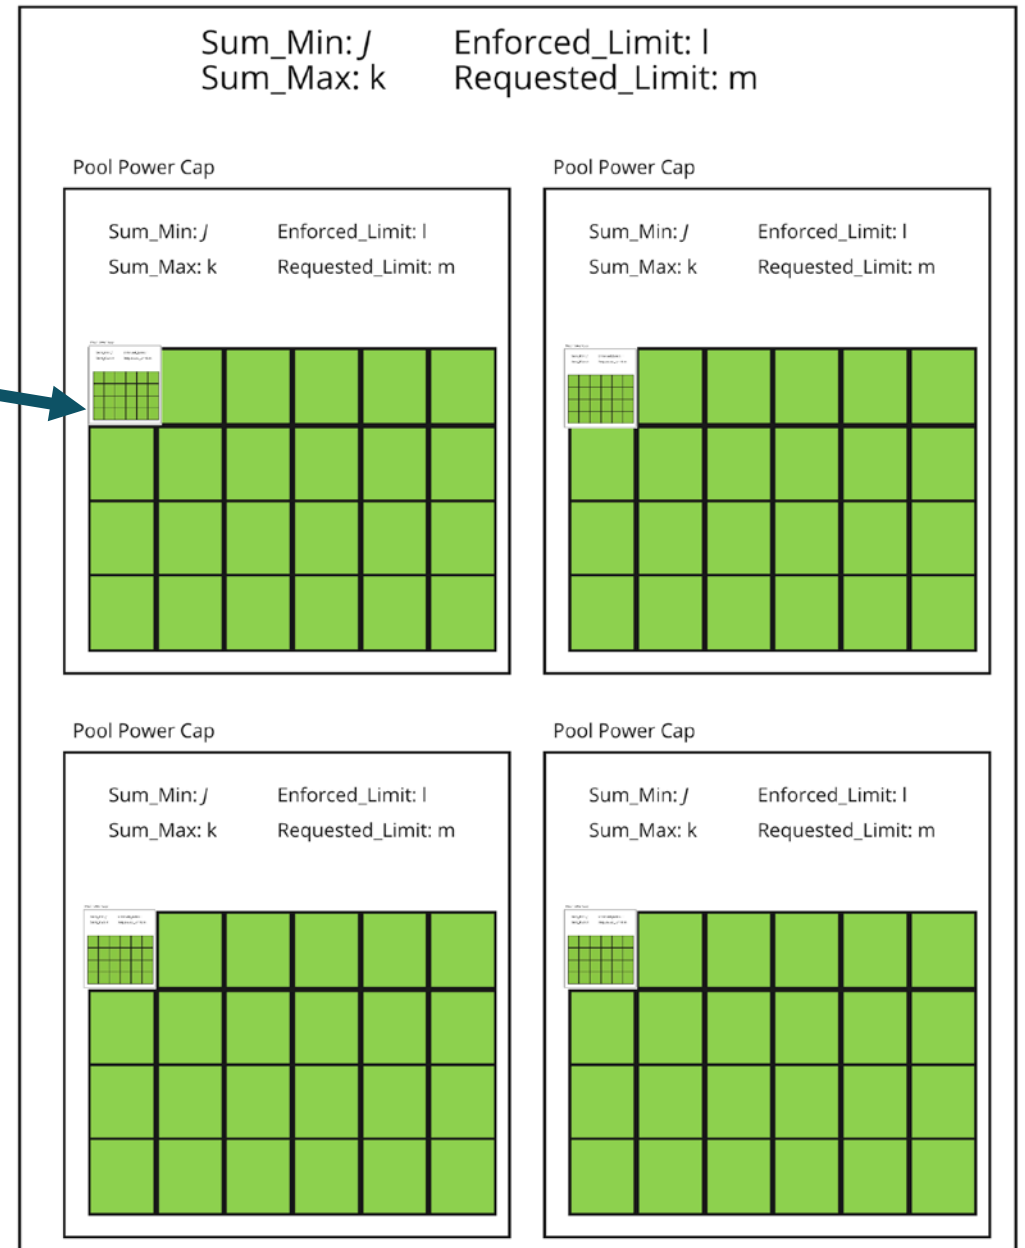 Sum_Min: J Enforced_Limit: l
Sum_Max: k Requested_Limit: m
Pool Power Cap
Pool Power Cap
Sum_Min: J Enforced_Limit: l
Sum_Max: k Requested_Limit: m
Sum_Min: J Enforced_Limit: l
Sum_Max: k Requested_Limit: m
Pool Power Cap
Pool Power Cap
Sum_Min: J Enforced_Limit: l
Sum_Max: k Requested_Limit: m
Sum_Min: J Enforced_Limit: l
Sum_Max: k Requested_Limit: m